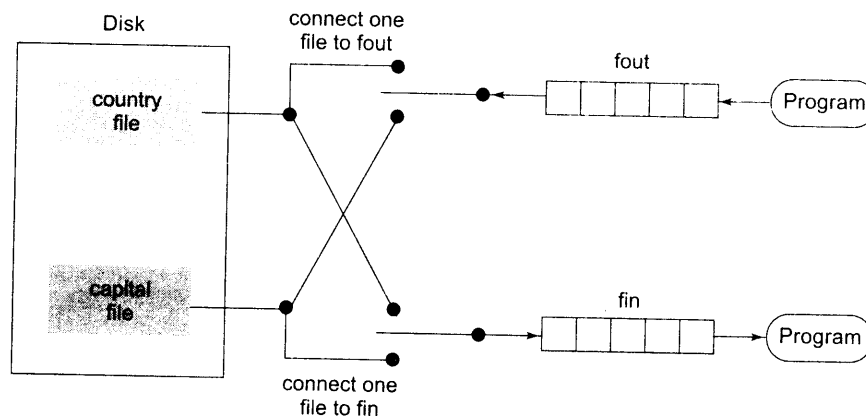 Disk
connect one
file to fout
fout
country
file
Program
capital
file
fin
Program
connect one
file to fin